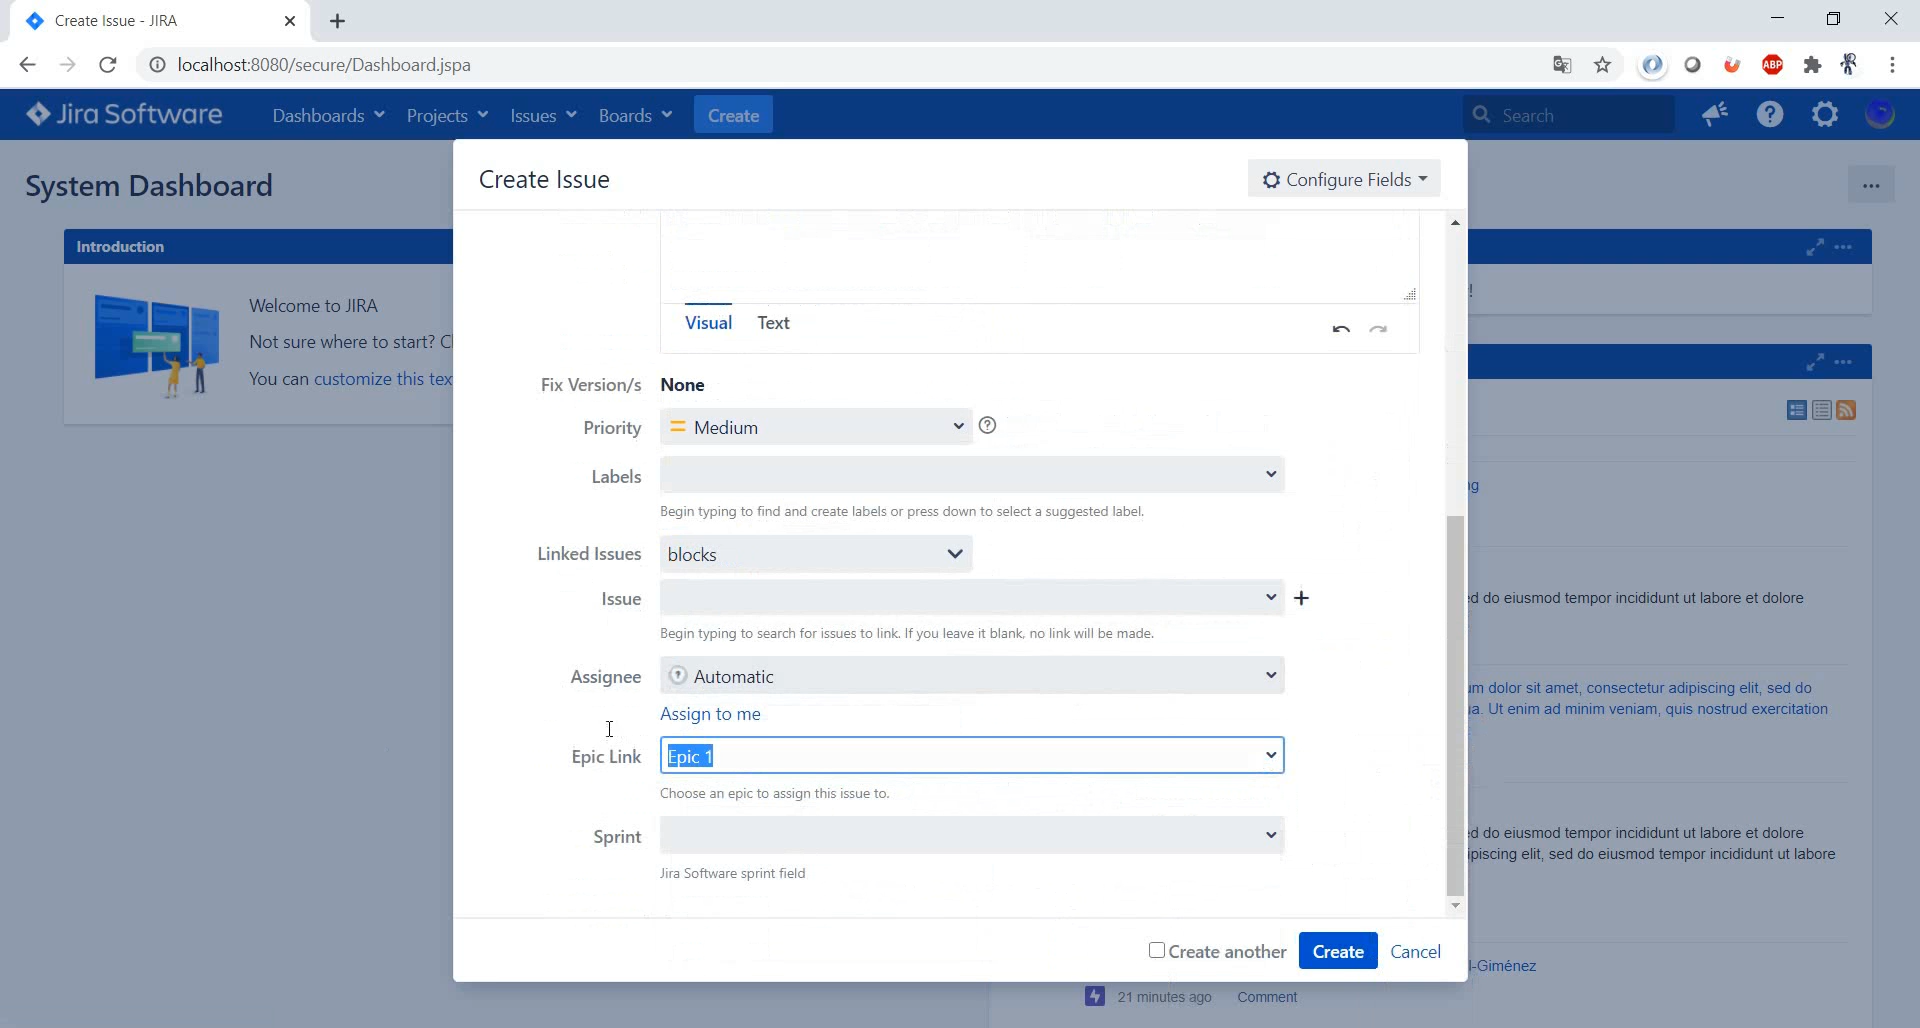 Create Issue - JIRA
localhost:8080/secure/Dashboard.jspa
ABP
Jira Software
Dashboards
Projects
Issues
Boards
Create
Search
System Dashboard
Create Issue
Configure Fields
Introduction
Welcome to JIRA
Not sure where to start?
You can customize this
!
Visual
Text
Fix Version/s
None
Priority
Medium
Labels
Begin typing to find and create labels or press down to select a suggested label.
Linked Issues
blocks
Issue
Begin typing to search for issues to link. If you leave it blank, no link will be made.
Assignee
Automatic
Assign to me
Epic Link
Epic 1
Choose an epic to assign this issue to.
Sprint
Jira Software sprint field
Create another
Create
Cancel
do eiusmod tempor incididunt ut labore et dolore
dolor sit amet, consectetur adipiscing elit, sed do
Ut enim ad minim veniam, quis nostrud exercitation
do eiusmod tempor incididunt ut labore et dolore
elit, sed do eiusmod tempor incididunt ut labore
-Giménez
21 minutes ago
Comment